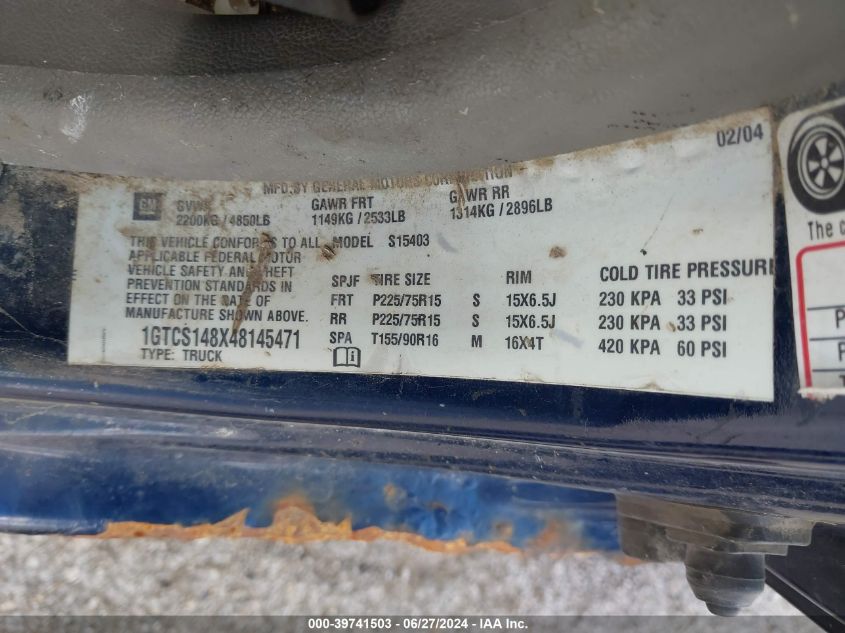 02/04
MFD.BY GENERAL MOTORS CORPORATION
GM GVWR GAWR FRT GAWR RR
2200KG / 4850LB 1149KG / 2533LB 1314KG / 2896LB
THIS VEHICLE CONFORMS TO ALL MODEL S15403
APPLICABLE FEDERAL MOTOR
VEHICLE SAFETY AND THEFT
PREVENTION STANDARDS IN
EFFECT ON THE DATE OF
MANUFACTURE SHOWN ABOVE.
1GTCS148X48145471
TYPE: TRUCK
SPJF TIRE SIZE RIM COLD TIRE PRESSURE
FRT P225/75R15 S 15X6.5J 230 KPA 33 PSI
RR P225/75R15 S 15X6.5J 230 KPA 33 PSI
SPA T155/90R16 M 16X4T 420 KPA 60 PSI
The c
P
F
000-39741503 - 06/27/2024 - IAA Inc.